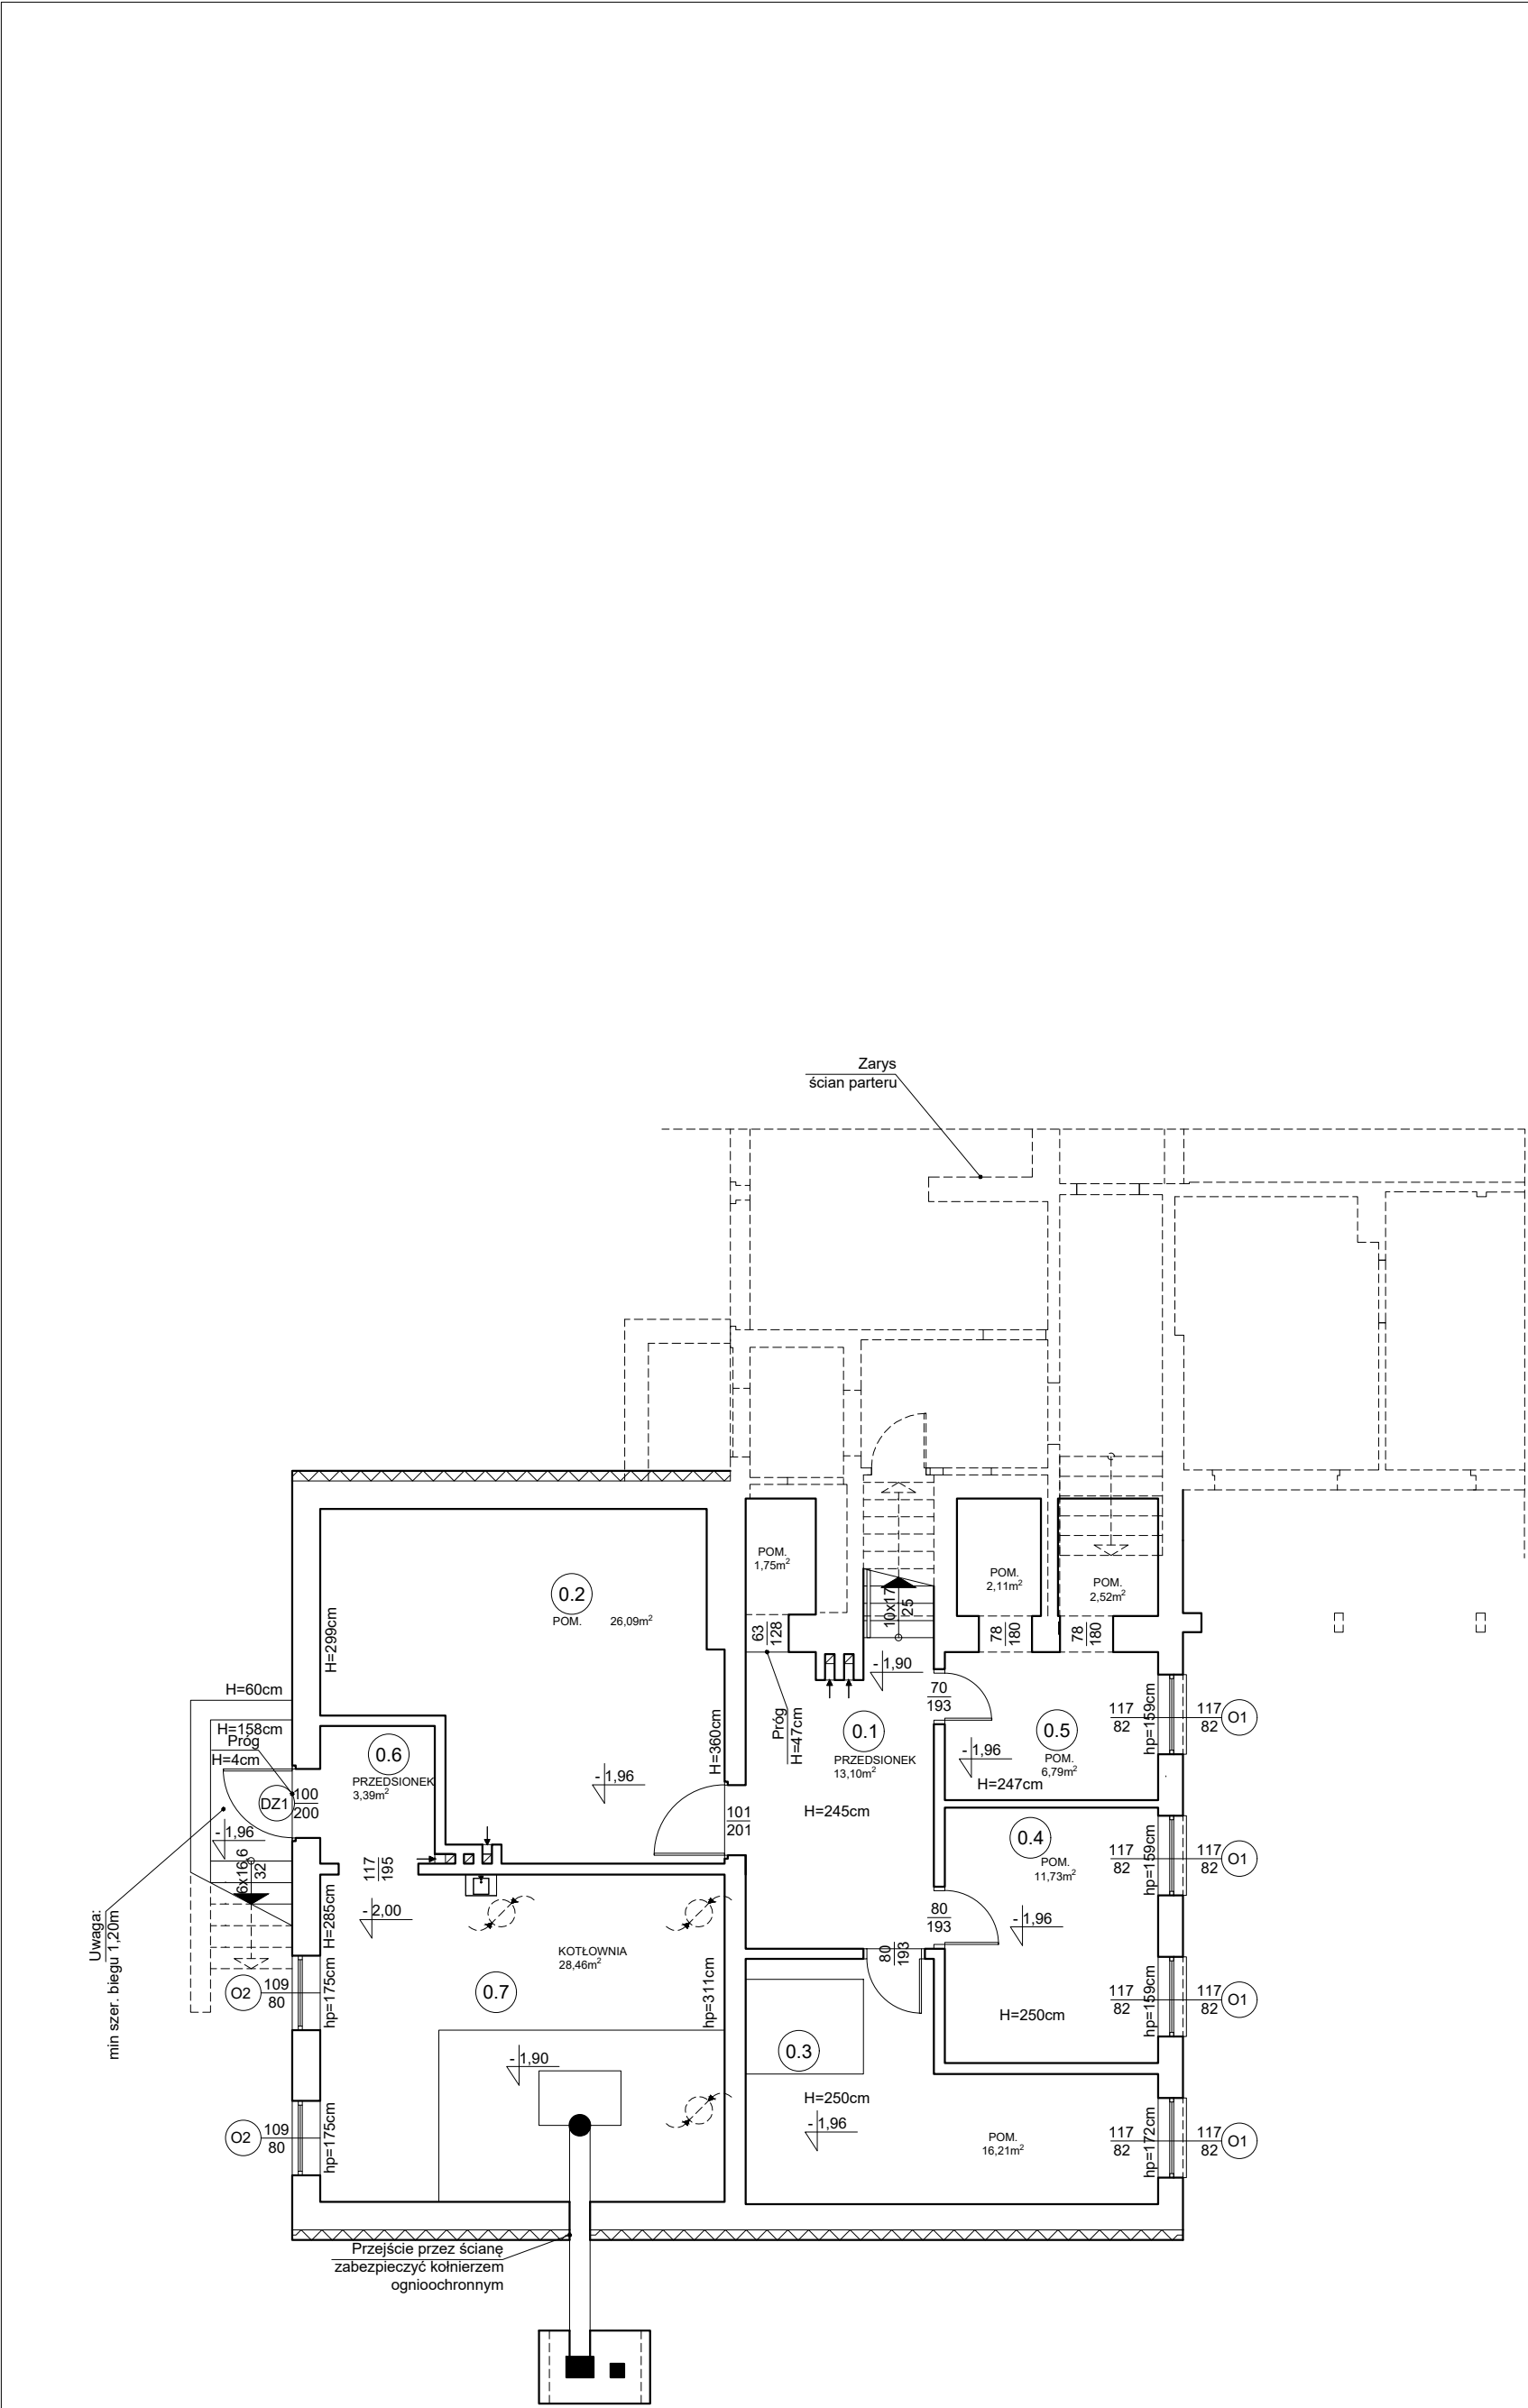 Zarys
ścian parteru
POM.
1,75m²
0.2
POM. 26,09m²
H=299cm
63
128
Próg
H=47cm
10x17
25
- 1,90
POM.
2,11m²
78
180
POM.
2,52m²
78
180
70
193
0.1
PRZEDSIONEK
13,10m²
H=245cm
H=360cm
- 1,96
101
201
0.5
POM.
6,79m²
- 1,96
H=247cm
117
82
hp=159cm
117
82
O1
H=60cm
H=158cm
Próg
H=4cm
0.6
PRZEDSIONEK
3,39m²
DZ1
100
200
- 1,96
6x16,6
32
117
195
- 2,00
H=285cm
Uwaga:
min szer. biegu 1,20m
0.4
POM.
11,73m²
117
82
hp=159cm
117
82
O1
80
193
- 1,96
80
193
H=250cm
117
82
hp=159cm
117
82
O1
KOTŁOWNIA
28,46m²
0.7
hp=311cm
O2
109
80
hp=175cm
- 1,90
0.3
H=250cm
- 1,96
POM.
16,21m²
117
82
hp=172cm
117
82
O1
O2
109
80
hp=175cm
Przejście przez ścianę
zabezpieczyć kołnierzem
ognioochronnym